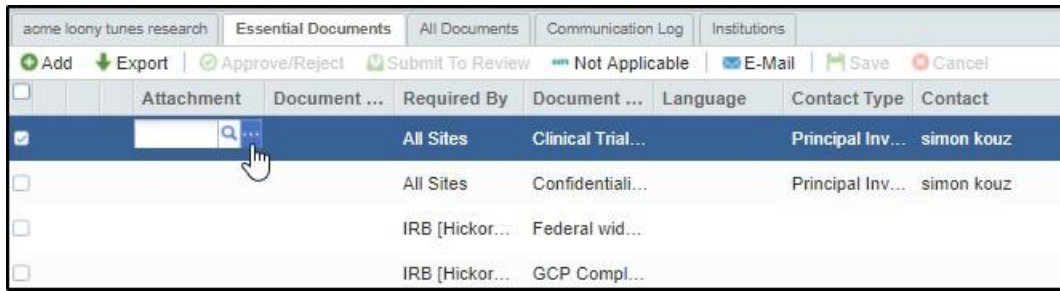 acme loony tunes research Essential Documents All Documents Communication Log Institutions
Add Export Approve/Reject Submit To Review Not Applicable E-Mail Save Cancel
Attachment Document ... Required By Document ... Language Contact Type Contact
... All Sites Clinical Trial... Principal Inv... simon kouz
All Sites Confidentiali... Principal Inv... simon kouz
IRB [Hickor... Federal wid...
IRB [Hickor... GCP Compl...